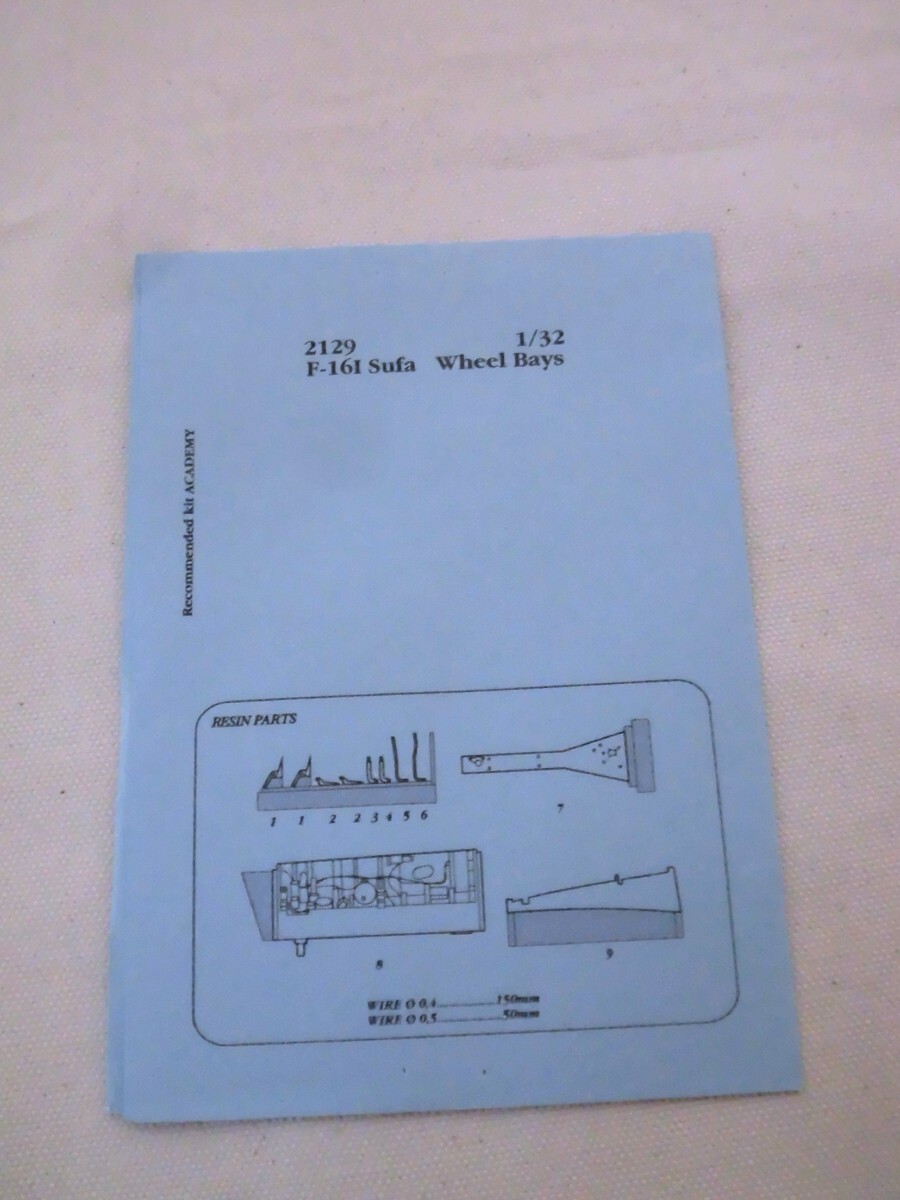 2129 1/32
F-16I Sufa Wheel Bays
Recommended kit ACADEMY
RESIN PARTS
1 1 2 2 3 4 5 6
7
8
9
WIRE Ø 0,4..............150mm
WIRE Ø 0,5................50mm